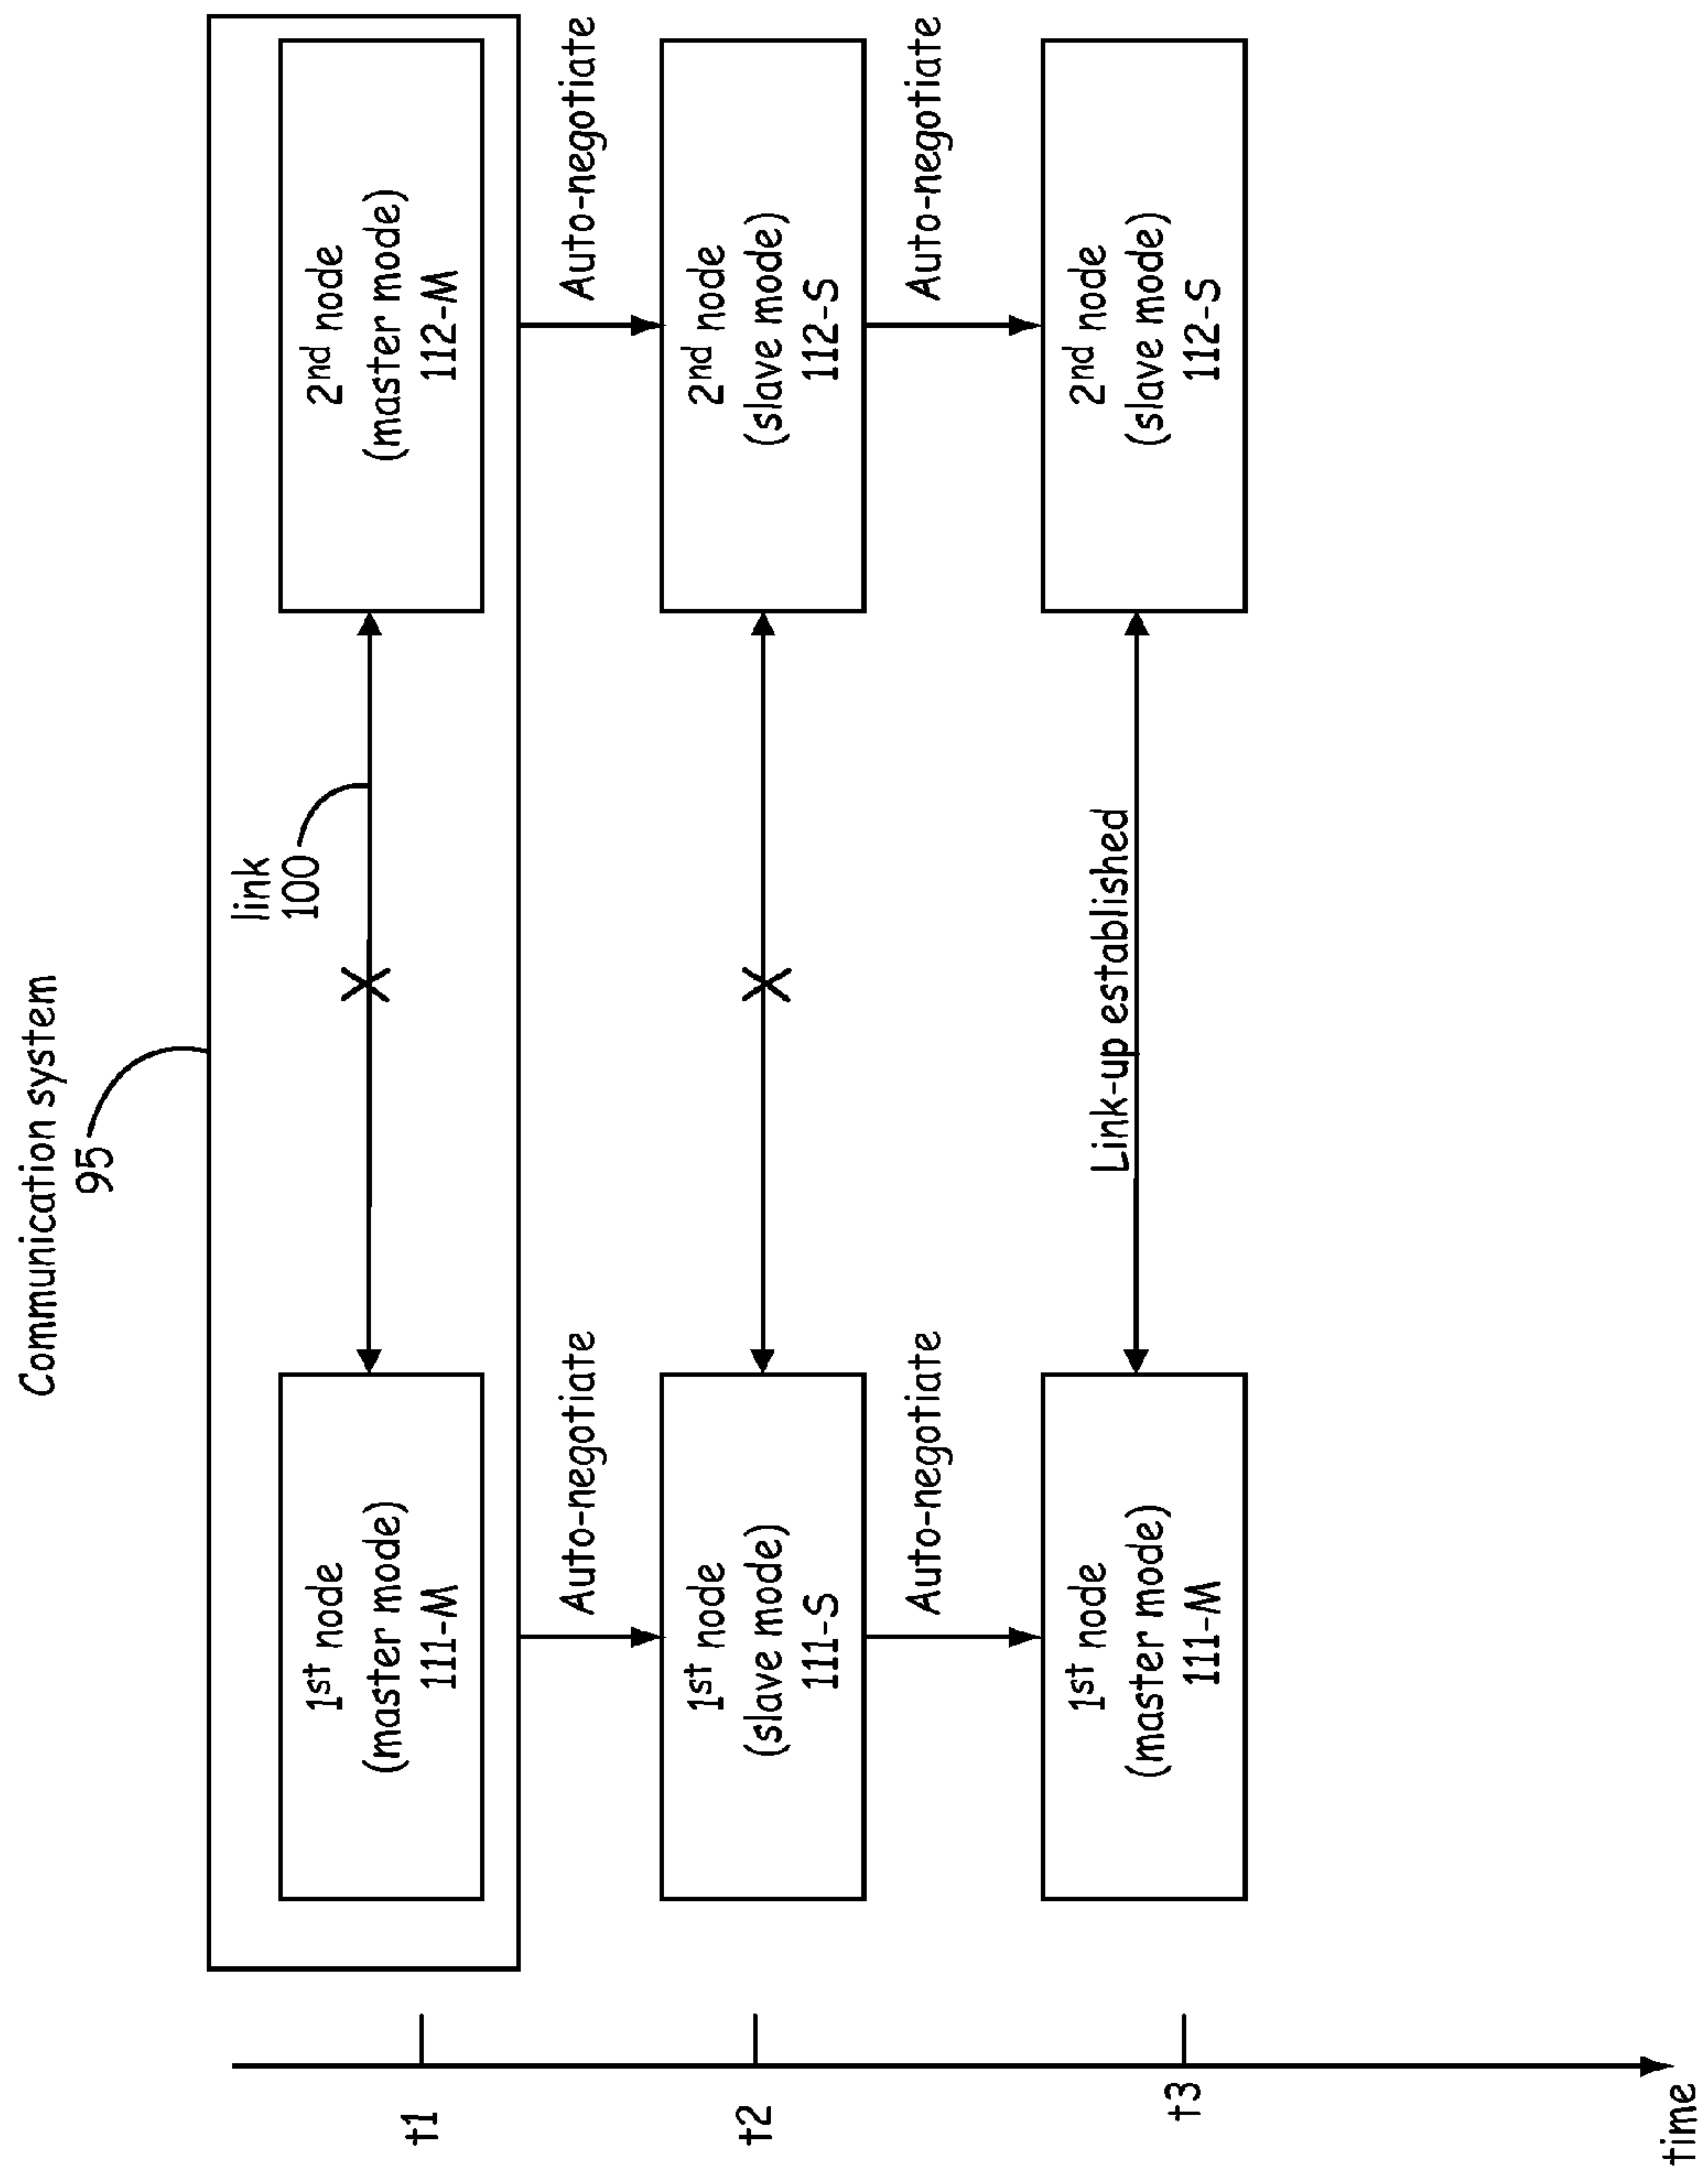 Communication system
95
link
100
t1
1st node
(master mode)
111-M
2nd node
(master mode)
112-M
Auto-negotiate
Auto-negotiate
t2
1st node
(slave mode)
111-S
2nd node
(slave mode)
112-S
Auto-negotiate
Auto-negotiate
t3
1st node
(master mode)
111-M
Link-up established
2nd node
(slave mode)
112-S
time